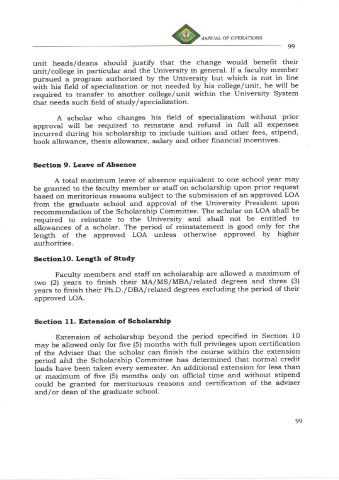 MANUAL OF OPERATIONS
99
unit heads/deans should justify that the change would benefit their
unit/college in particular and the University in general. If a faculty member
pursued a program authorized by the University but which is not in line
with his field of specialization or not needed by his college/unit, he will be
required to transfer to another college/unit within the University System
that needs such field of study/specialization.
A scholar who changes his field of specialization without prior
approval will be required to reinstate and refund in full all expenses
incurred during his scholarship to include tuition and other fees, stipend,
book allowance, thesis allowance, salary and other financial incentives.
Section 9. Leave of Absence
A total maximum leave of absence equivalent to one school year may
be granted to the faculty member or staff on scholarship upon prior request
based on meritorious reasons subject to the submission of an approved LOA
from the graduate school and approval of the University President upon
recommendation of the Scholarship Committee. The scholar on LOA shall be
required to reinstate to the University and shall not be entitled to
allowances of a scholar. The period of reinstatement is good only for the
length of the approved LOA unless otherwise approved by higher
authorities.
Section10. Length of Study
Faculty members and staff on scholarship are allowed a maximum of
two (2) years to finish their MA/MS/MBA/related degrees and three (3)
years to finish their Ph.D./DBA/related degrees excluding the period of their
approved LOA.
Section 11. Extension of Scholarship
Extension of scholarship beyond the period specified in Section 10
may be allowed only for five (5) months with full privileges upon certification
of the Adviser that the scholar can finish the course within the extension
period and the Scholarship Committee has determined that normal credit
loads have been taken every semester. An additional extension for less than
or maximum of five (5) months only on official time and without stipend
could be granted for meritorious reasons and certification of the adviser
and/or dean of the graduate school.
99